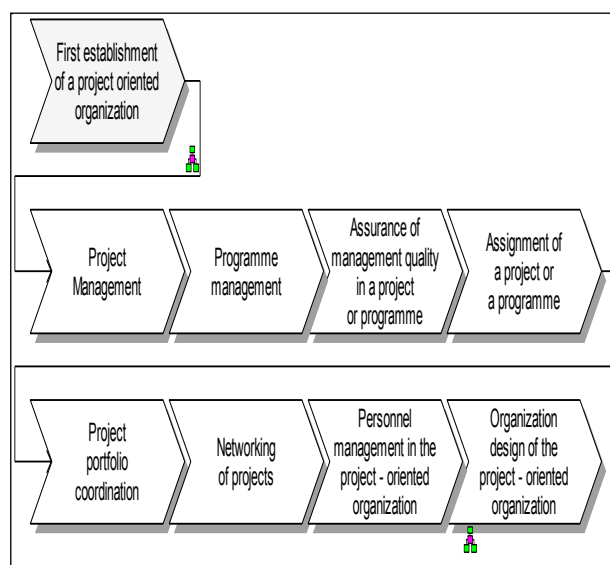 First establishment
of a project oriented
organization
Project
Management
Programme
management
Assurance of
management quality
in a project
or programme
Assignment of
a project or
a programme
Project
portfolio
coordination
Networking
of projects
Personnel
management in the
project - oriented
organization
Organization
design of the
project - oriented
organization